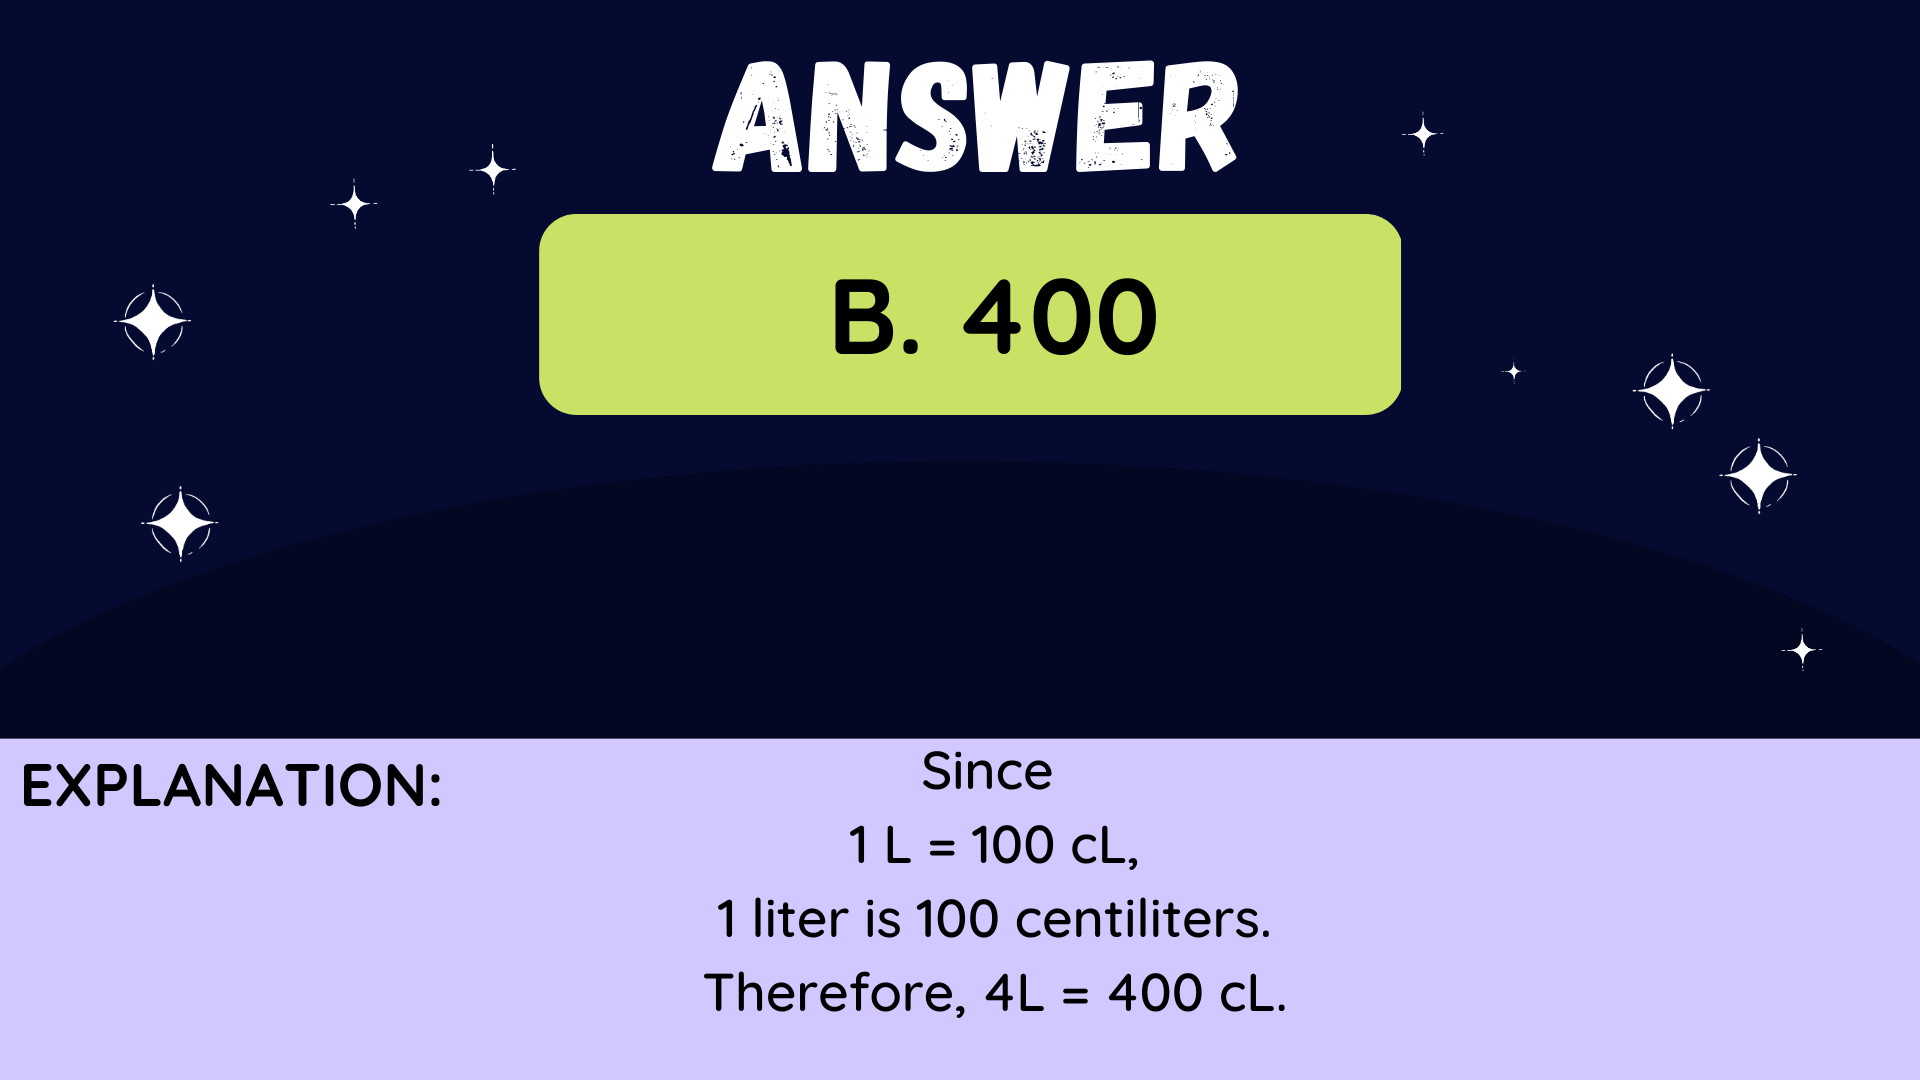 ANSWER
B. 400
EXPLANATION:
Since
1 L = 100 cL,
1 liter is 100 centiliters.
Therefore, 4L = 400 cL.